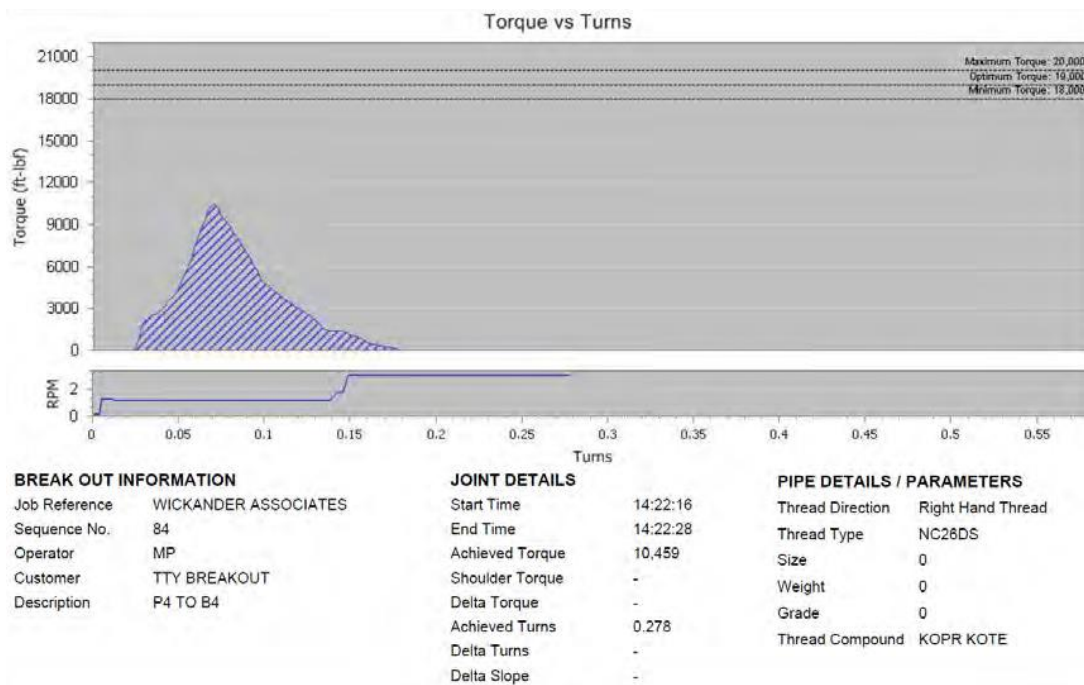 Torque vs Turns
Torque (ft-lbf)
21000
18000
15000
12000
9000
6000
3000
0
Maximum Torque: 20,000
Optimum Torque: 19,000
Minimum Torque: 18,000
RPM
2
0
0 0.05 0.1 0.15 0.2 0.25 0.3 0.35 0.4 0.45 0.5 0.55
Turns
BREAK OUT INFORMATION
Job Reference WICKANDER ASSOCIATES
Sequence No. 84
Operator MP
Customer TTY BREAKOUT
Description P4 TO B4
JOINT DETAILS
Start Time 14:22:16
End Time 14:22:28
Achieved Torque 10,459
Shoulder Torque -
Delta Torque -
Achieved Turns 0.278
Delta Turns -
Delta Slope -
PIPE DETAILS / PARAMETERS
Thread Direction Right Hand Thread
Thread Type NC26DS
Size 0
Weight 0
Grade 0
Thread Compound KOPR KOTE